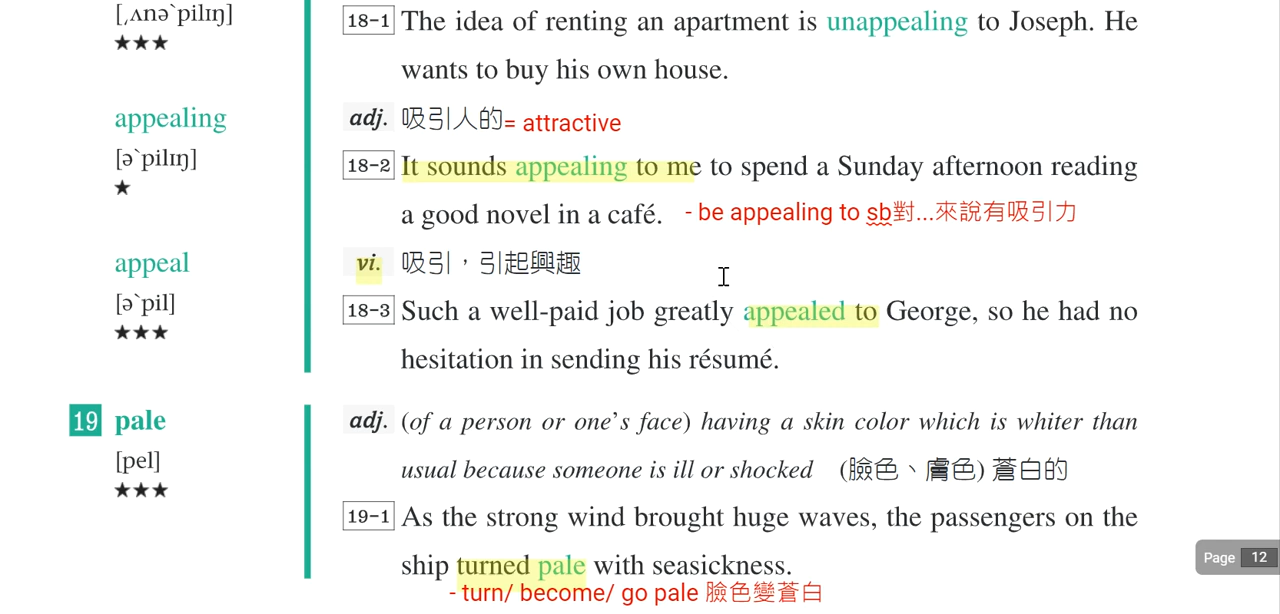 [ˌʌnəˋpilɪŋ]
★★★
18-1 The idea of renting an apartment is unappealing to Joseph. He
wants to buy his own house.
appealing
adj. 吸引人的= attractive
[əˋpilɪŋ]
★
18-2 It sounds appealing to me to spend a Sunday afternoon reading
a good novel in a café. - be appealing to sb對...來說有吸引力
appeal
vi. 吸引，引起興趣
[əˋpil]
★★★
18-3 Such a well-paid job greatly appealed to George, so he had no
hesitation in sending his résumé.
19 pale
adj. (of a person or one's face) having a skin color which is whiter than
usual because someone is ill or shocked (臉色、膚色) 蒼白的
[pel]
★★★
19-1 As the strong wind brought huge waves, the passengers on the
ship turned pale with seasickness.
- turn/ become/ go pale 臉色變蒼白
Page 12